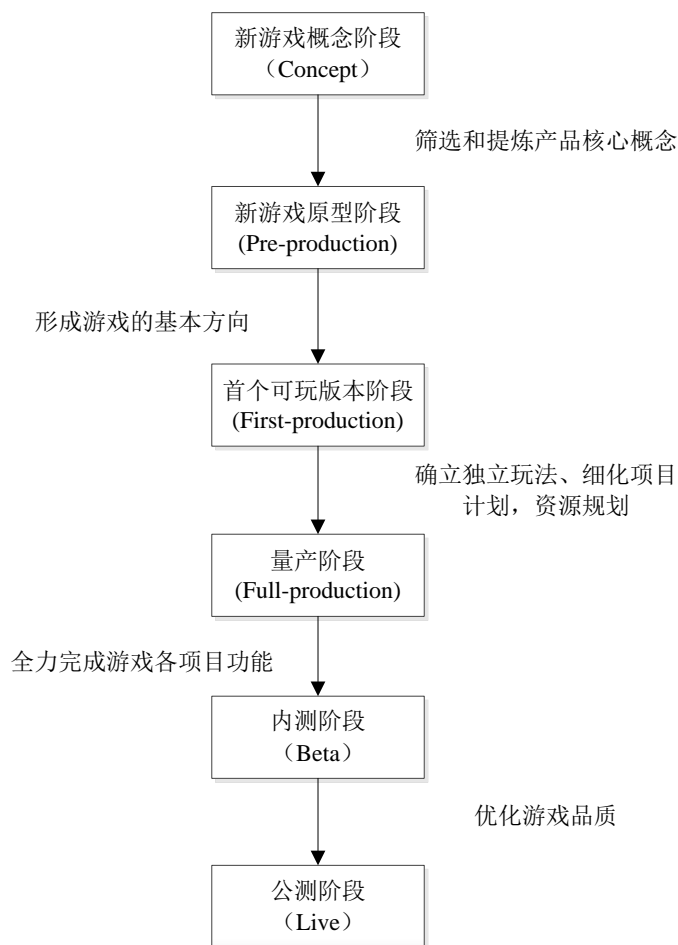 新游戏概念阶段
（Concept）
筛选和提炼产品核心概念
新游戏原型阶段
(Pre-production)
形成游戏的基本方向
首个可玩版本阶段
(First-production)
确立独立玩法、细化项目
计划，资源规划
量产阶段
(Full-production)
全力完成游戏各项目功能
内测阶段
（Beta）
优化游戏品质
公测阶段
（Live）